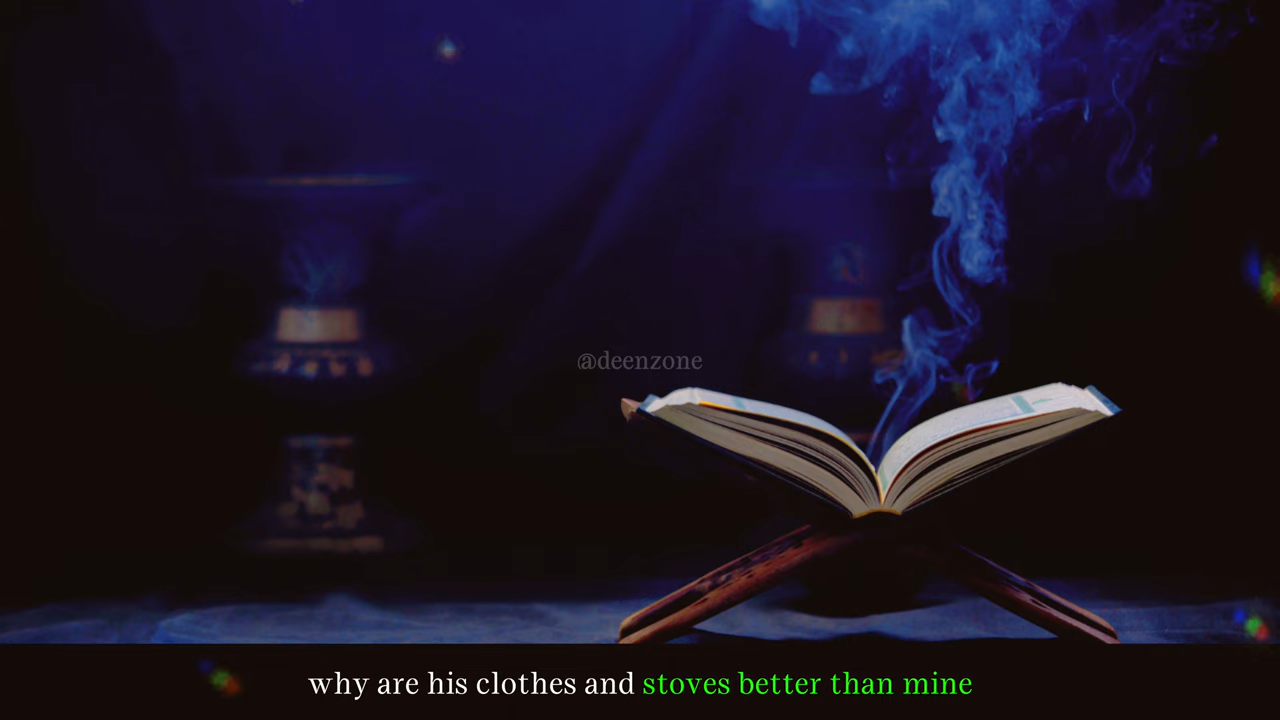 @deenzone
why are his clothes and stoves better than mine